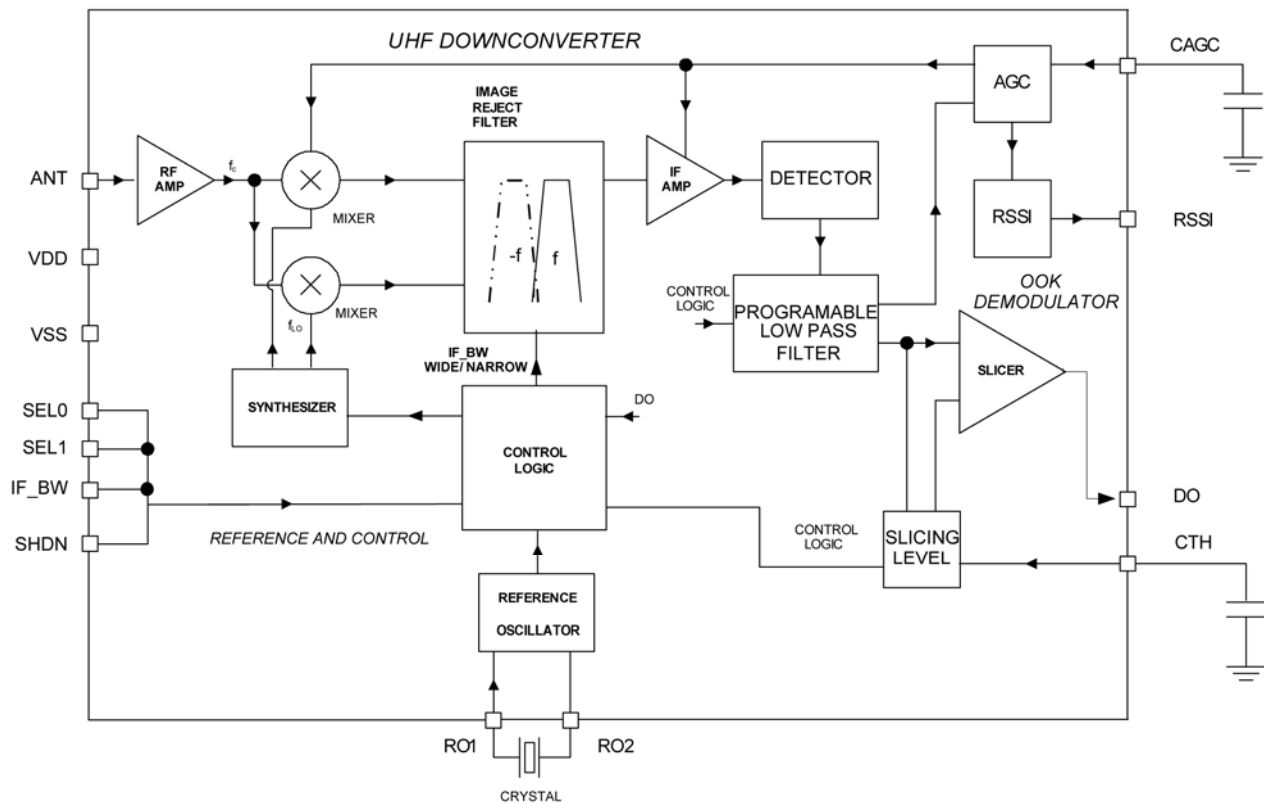 UHF DOWNCONVERTER
CAGC
AGC
IMAGE
REJECT
FILTER
RF
AMP
fc
MIXER
IF
AMP
DETECTOR
ANT
RSSI
RSSI
-f
f
VDD
OOK
DEMODULATOR
CONTROL
LOGIC
PROGRAMABLE
LOW PASS
FILTER
MIXER
fLO
VSS
IF_BW
WIDE/ NARROW
SLICER
SYNTHESIZER
DO
SEL0
SEL1
CONTROL
LOGIC
IF_BW
DO
SHDN
REFERENCE AND CONTROL
CONTROL
LOGIC
SLICING
LEVEL
CTH
REFERENCE
OSCILLATOR
RO1
RO2
CRYSTAL